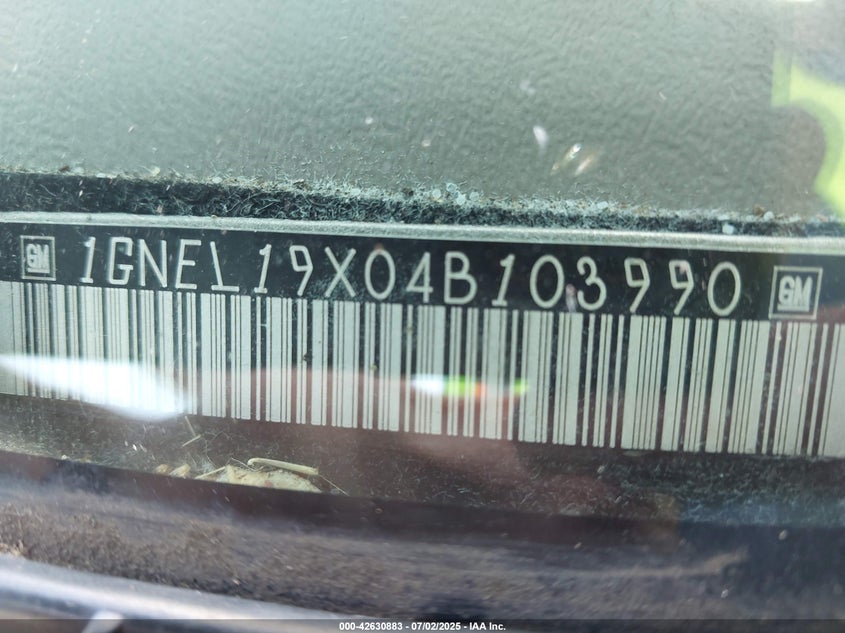 GM 1GNEL19X04B103990 GM
000-42630883 / 07/02/2025 - IAA Inc.